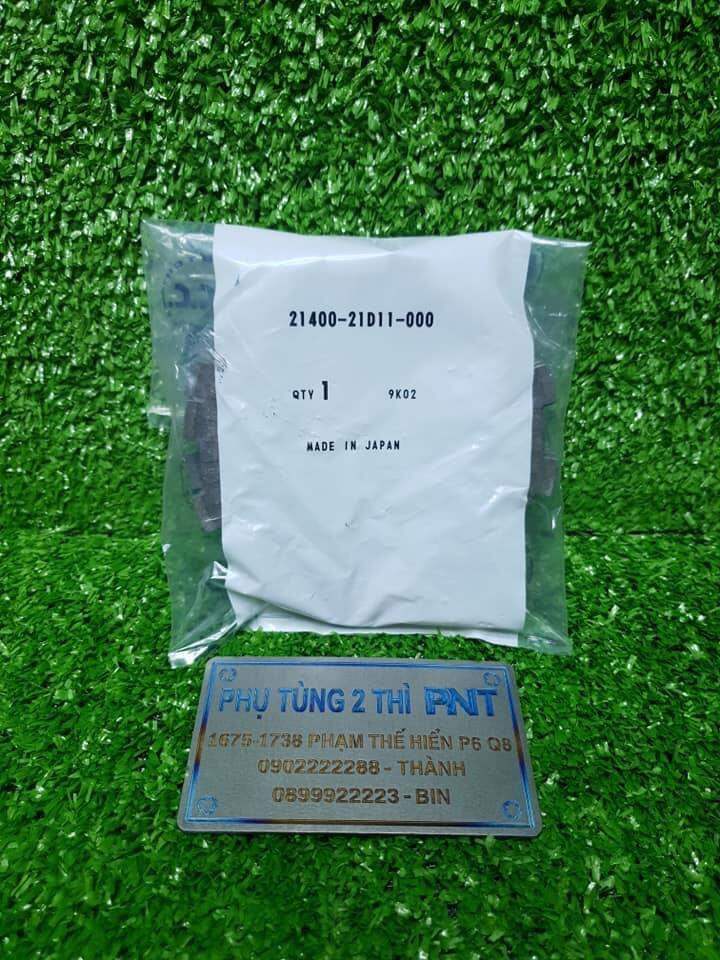 21400-21D11-000
QTY 1 9K02
MADE IN JAPAN
PHỤ TÙNG 2 THÌ PNT
1675-1738 PHẠM THẾ HIỂN P6 Q8
0902222288 - THÀNH
0899922223 - BIN